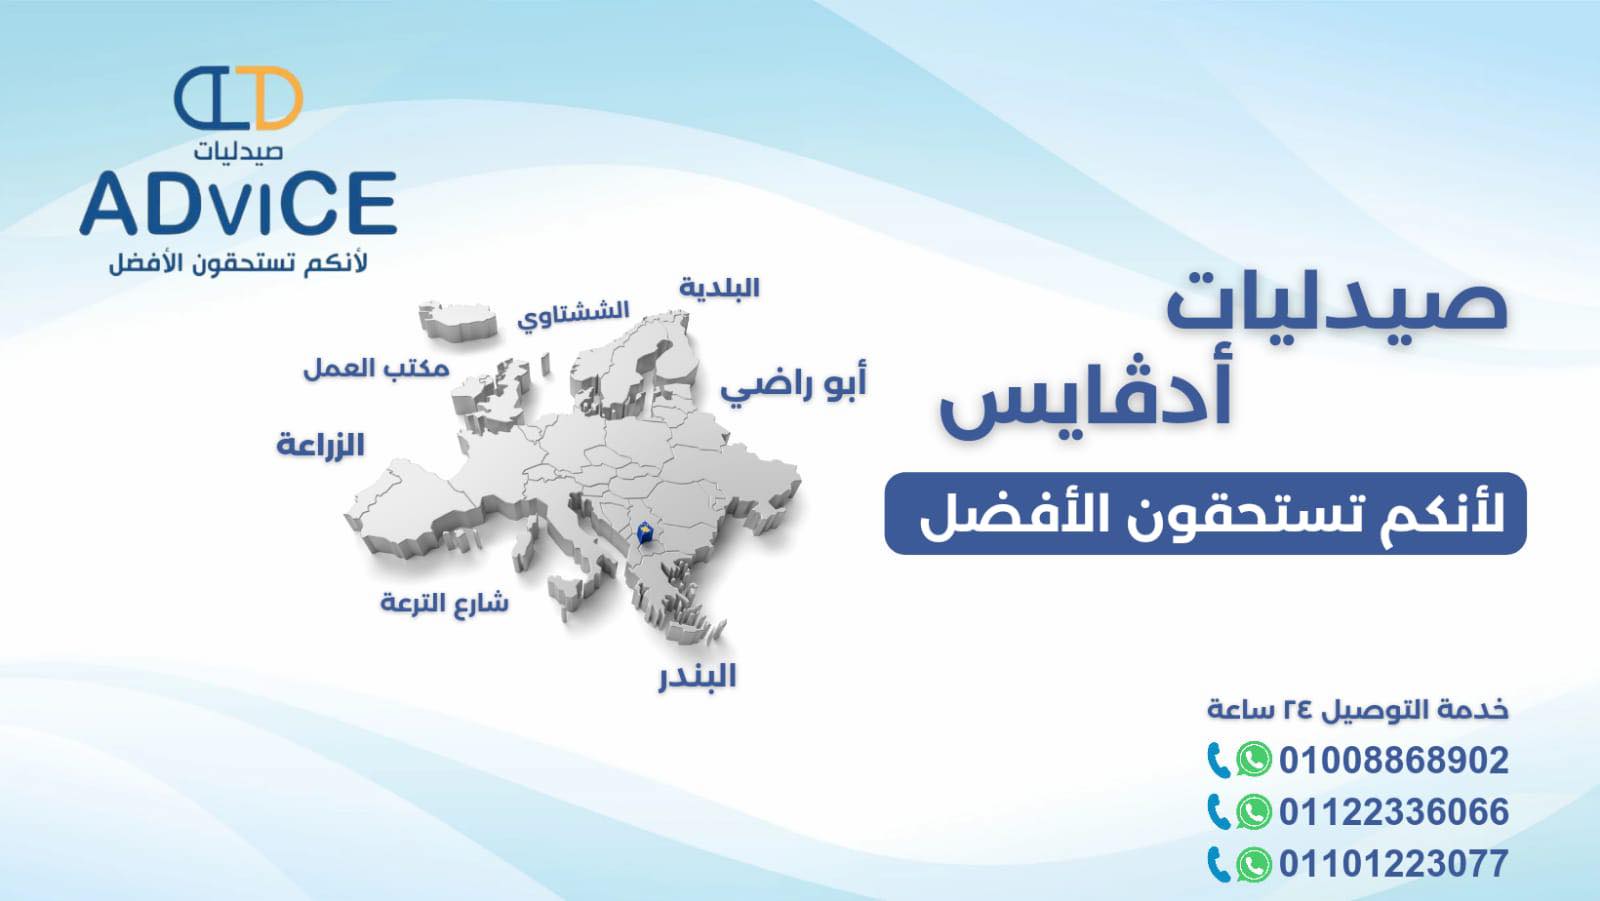 صيدليات
ADViCE
لأنكم تستحقون الأفضل
البلدية
الششتاوي
مكتب العمل
أبو راضي
الزراعة
شارع الترعة
البندر
صيدليات
أدڤايس
لأنكم تستحقون الأفضل
خدمة التوصيل ٢٤ ساعة
01008868902
01122336066
01101223077